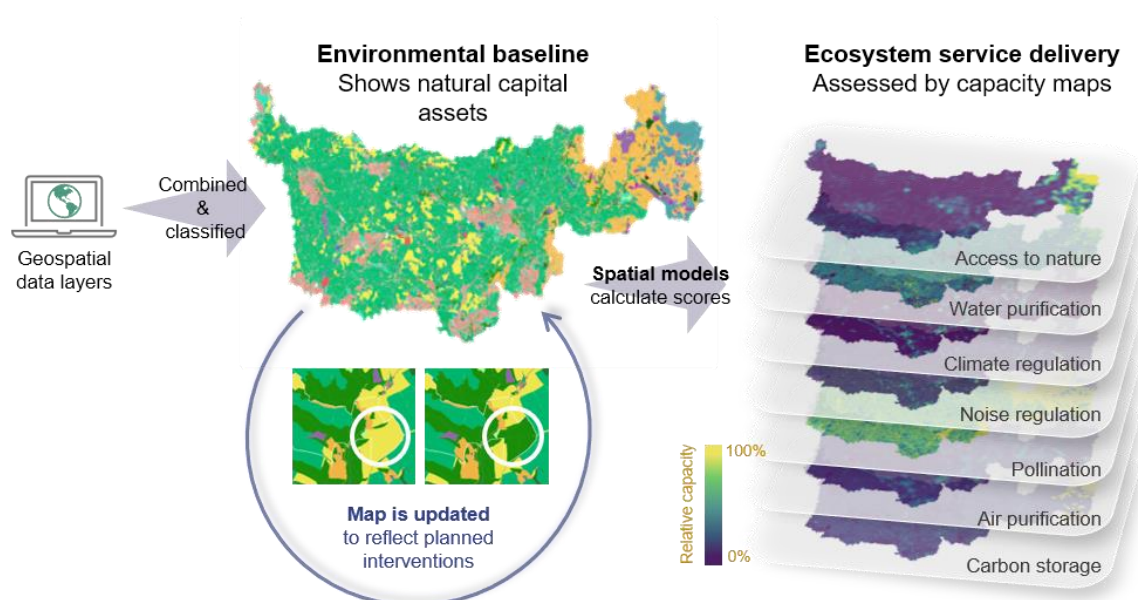 Environmental baseline
Shows natural capital
assets
Ecosystem service delivery
Assessed by capacity maps
Combined
&
classified
Geospatial
data layers
Spatial models
calculate scores
Access to nature
Water purification
Climate regulation
Noise regulation
Pollination
Air purification
Carbon storage
Relative capacity
100%
0%
Map is updated
to reflect planned
interventions